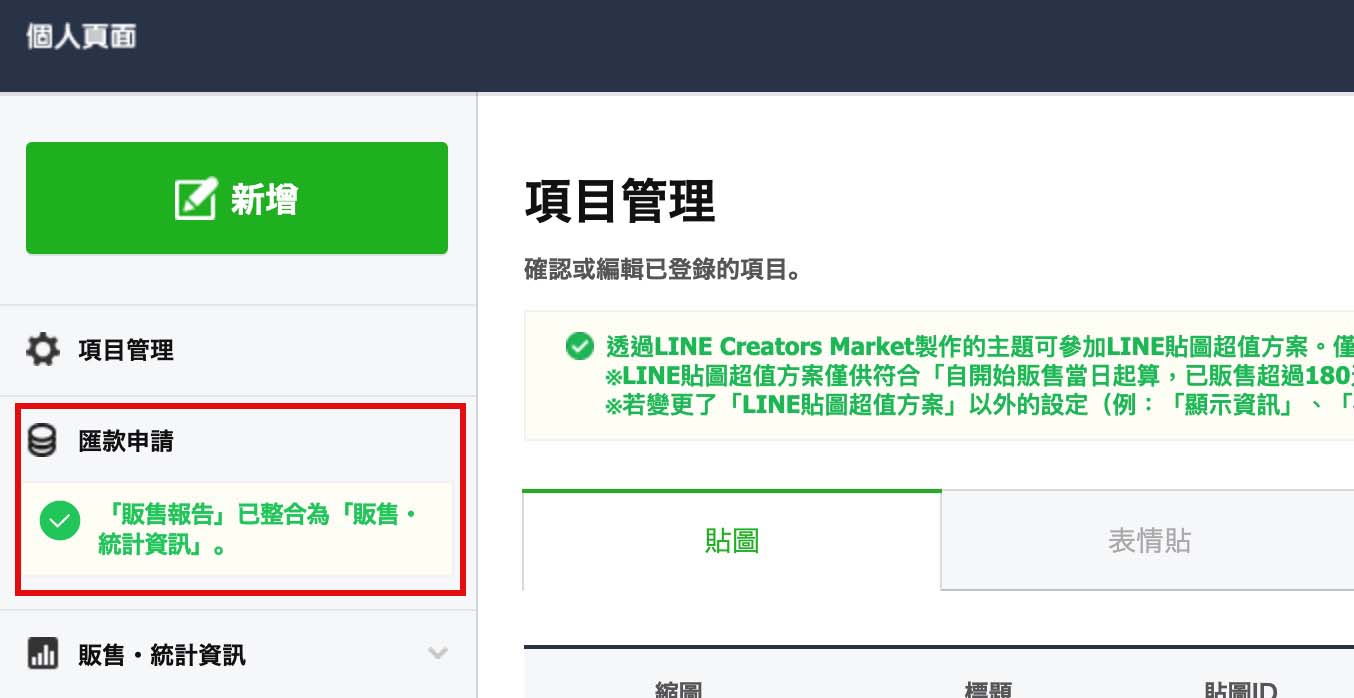 個人頁面
新增
項目管理
匯款申請
「販售報告」已整合為「販售・
統計資訊」。
販售・統計資訊
項目管理
確認或編輯已登錄的項目。
透過LINE Creators Market製作的主題可參加LINE貼圖超值方案。僅
※LINE貼圖超值方案僅供符合「自開始販售當日起算，已販售超過180
※若變更了「LINE貼圖超值方案」以外的設定（例：「顯示資訊」、「
貼圖
表情貼
縮圖
標題
貼圖ID